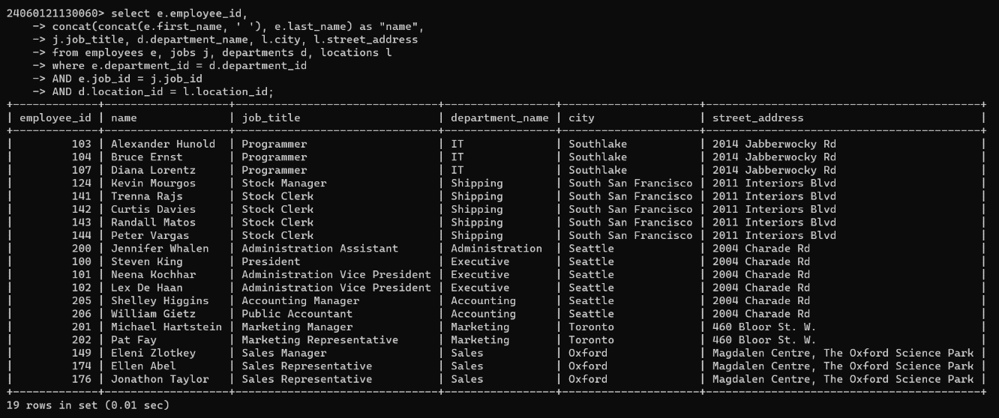 24060121130060> select e.employee_id,
    -> concat(concat(e.first_name, ' '), e.last_name) as "name",
    -> j.job_title, d.department_name, l.city, l.street_address
    -> from employees e, jobs j, departments d, locations l
    -> where e.department_id = d.department_id
    -> AND e.job_id = j.job_id
    -> AND d.location_id = l.location_id;
+-------------+-------------------+-------------------------------+-----------------+---------------------+------------------------------------------+
| employee_id | name              | job_title                     | department_name | city                | street_address                           |
+-------------+-------------------+-------------------------------+-----------------+---------------------+------------------------------------------+
|         103 | Alexander Hunold  | Programmer                    | IT              | Southlake           | 2014 Jabberwocky Rd                      |
|         104 | Bruce Ernst       | Programmer                    | IT              | Southlake           | 2014 Jabberwocky Rd                      |
|         107 | Diana Lorentz     | Programmer                    | IT              | Southlake           | 2014 Jabberwocky Rd                      |
|         124 | Kevin Mourgos     | Stock Manager                 | Shipping        | South San Francisco | 2011 Interiors Blvd                      |
|         141 | Trenna Rajs       | Stock Clerk                   | Shipping        | South San Francisco | 2011 Interiors Blvd                      |
|         142 | Curtis Davies     | Stock Clerk                   | Shipping        | South San Francisco | 2011 Interiors Blvd                      |
|         143 | Randall Matos     | Stock Clerk                   | Shipping        | South San Francisco | 2011 Interiors Blvd                      |
|         144 | Peter Vargas      | Stock Clerk                   | Shipping        | South San Francisco | 2011 Interiors Blvd                      |
|         200 | Jennifer Whalen   | Administration Assistant      | Administration  | Seattle             | 2004 Charade Rd                          |
|         100 | Steven King       | President                     | Executive       | Seattle             | 2004 Charade Rd                          |
|         101 | Neena Kochhar     | Administration Vice President | Executive       | Seattle             | 2004 Charade Rd                          |
|         102 | Lex De Haan       | Administration Vice President | Executive       | Seattle             | 2004 Charade Rd                          |
|         205 | Shelley Higgins   | Accounting Manager            | Accounting      | Seattle             | 2004 Charade Rd                          |
|         206 | William Gietz     | Public Accountant             | Accounting      | Seattle             | 2004 Charade Rd                          |
|         201 | Michael Hartstein | Marketing Manager             | Marketing       | Toronto             | 460 Bloor St. W.                         |
|         202 | Pat Fay           | Marketing Representative      | Marketing       | Toronto             | 460 Bloor St. W.                         |
|         149 | Eleni Zlotkey     | Sales Manager                 | Sales           | Oxford              | Magdalen Centre, The Oxford Science Park |
|         174 | Ellen Abel        | Sales Representative          | Sales           | Oxford              | Magdalen Centre, The Oxford Science Park |
|         176 | Jonathon Taylor   | Sales Representative          | Sales           | Oxford              | Magdalen Centre, The Oxford Science Park |
+-------------+-------------------+-------------------------------+-----------------+---------------------+------------------------------------------+
19 rows in set (0.01 sec)